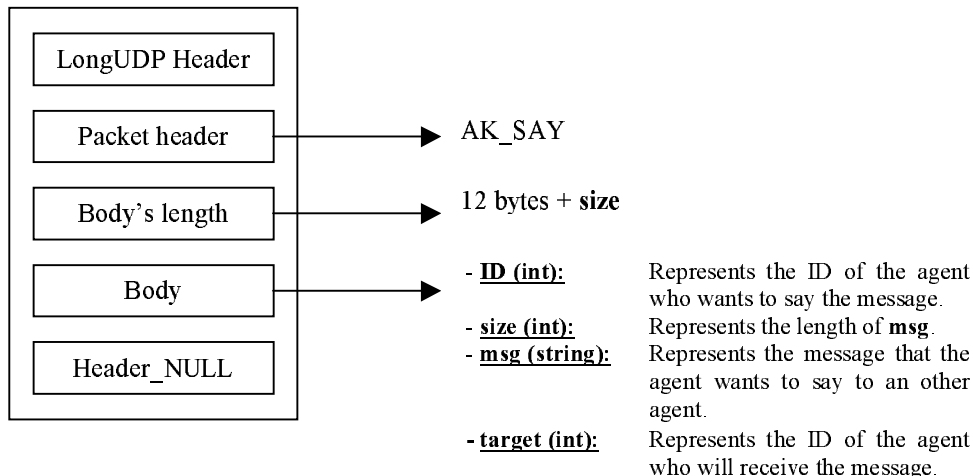 LongUDP Header
Packet header
AK_SAY
Body's length
12 bytes + size
Body
- ID (int): Represents the ID of the agent
who wants to say the message.
- size (int): Represents the length of msg.
- msg (string): Represents the message that the
agent wants to say to an other
agent.
Header_NULL
- target (int): Represents the ID of the agent
who will receive the message.